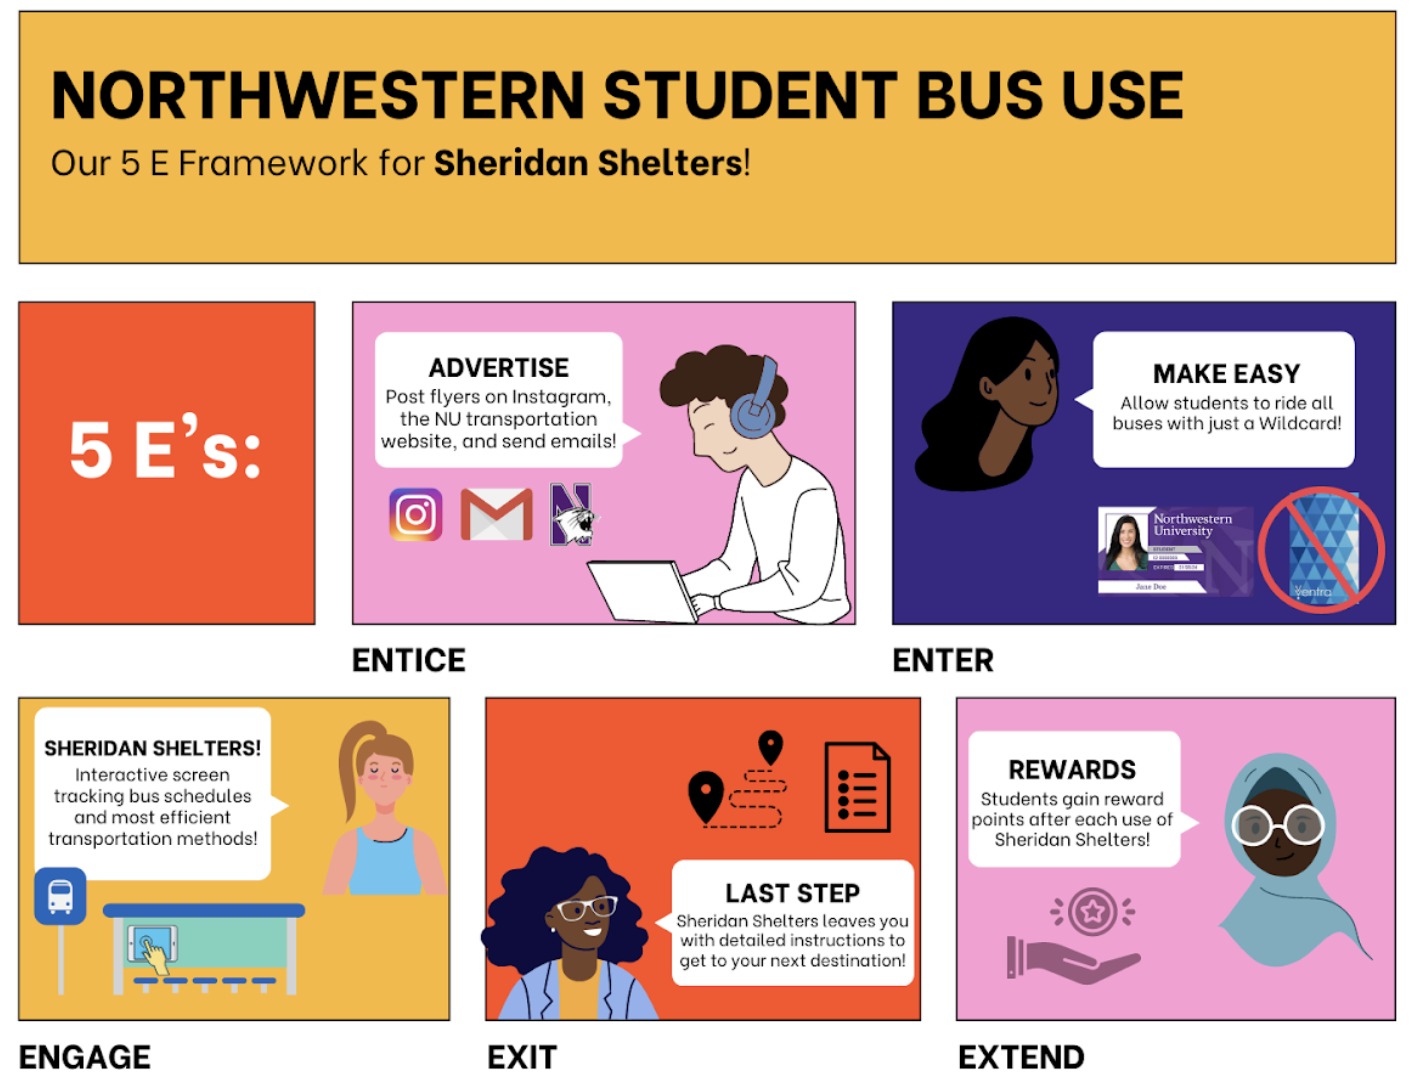 NORTHWESTERN STUDENT BUS USE
Our 5 E Framework for Sheridan Shelters!
5 E's:
ADVERTISE
Post flyers on Instagram,
the NU transportation
website, and send emails!
ENTICE
MAKE EASY
Allow students to ride all
buses with just a Wildcard!
Northwestern
University
STUDENT
EXPIRES
Jane Doe
ventra
ENTER
SHERIDAN SHELTERS!
Interactive screen
tracking bus schedules
and most efficient
transportation methods!
ENGAGE
LAST STEP
Sheridan Shelters leaves you
with detailed instructions to
get to your next destination!
EXIT
REWARDS
Students gain reward
points after each use of
Sheridan Shelters!
EXTEND